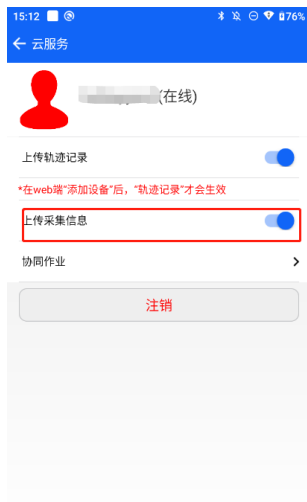 15:12 76%
云服务
(在线)
上传轨迹记录
*在web端“添加设备”后，“轨迹记录”才会生效
上传采集信息
协同作业
注销